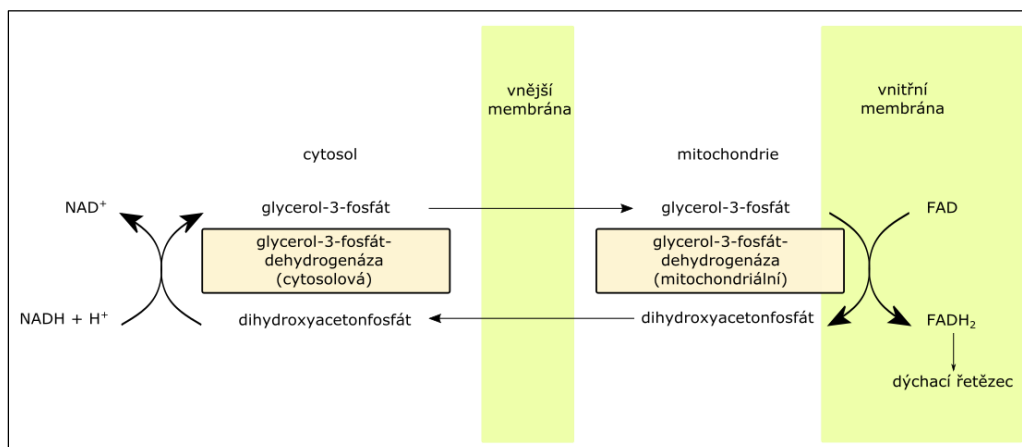 vnější
membrána
vnitřní
membrána
cytosol
mitochondrie
NAD⁺
glycerol-3-fosfát
glycerol-3-fosfát
FAD
glycerol-3-fosfát-
dehydrogenáza
(cytosolová)
glycerol-3-fosfát-
dehydrogenáza
(mitochondriální)
NADH + H⁺
dihydroxyacetonfosfát
dihydroxyacetonfosfát
FADH₂
dýchací řetězec